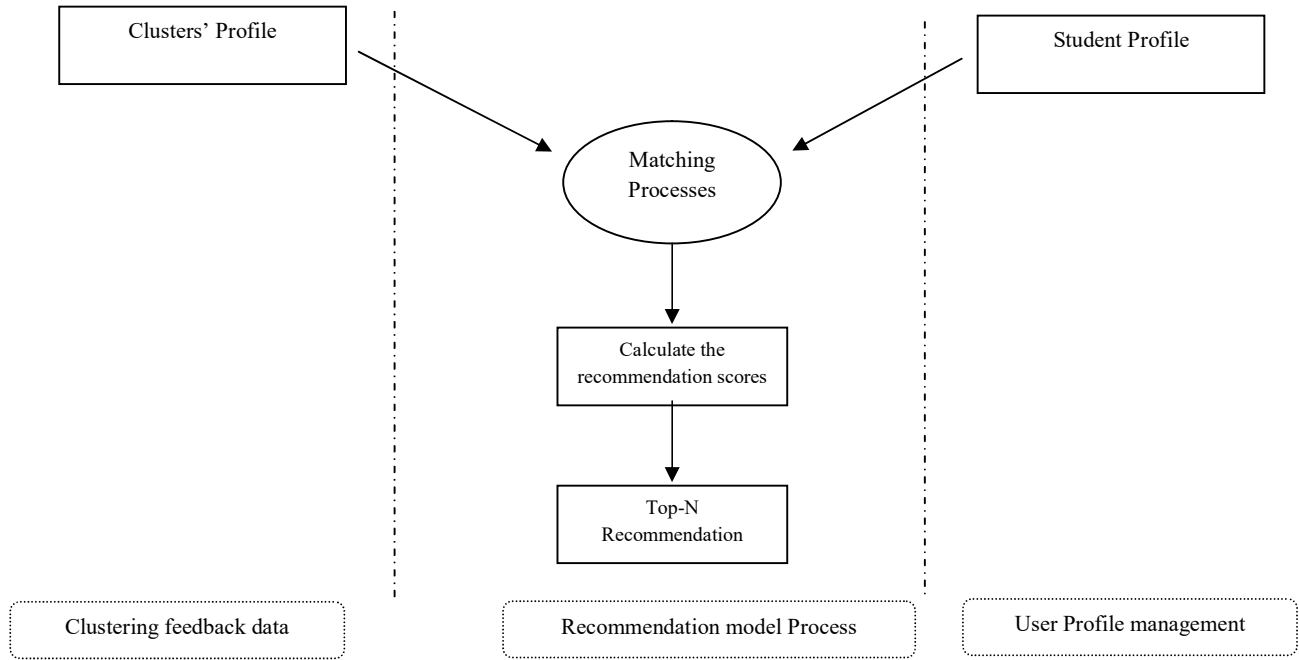 Clusters’ Profile
Student Profile
Matching
Processes
Calculate the
recommendation scores
Top-N
Recommendation
Clustering feedback data
Recommendation model Process
User Profile management